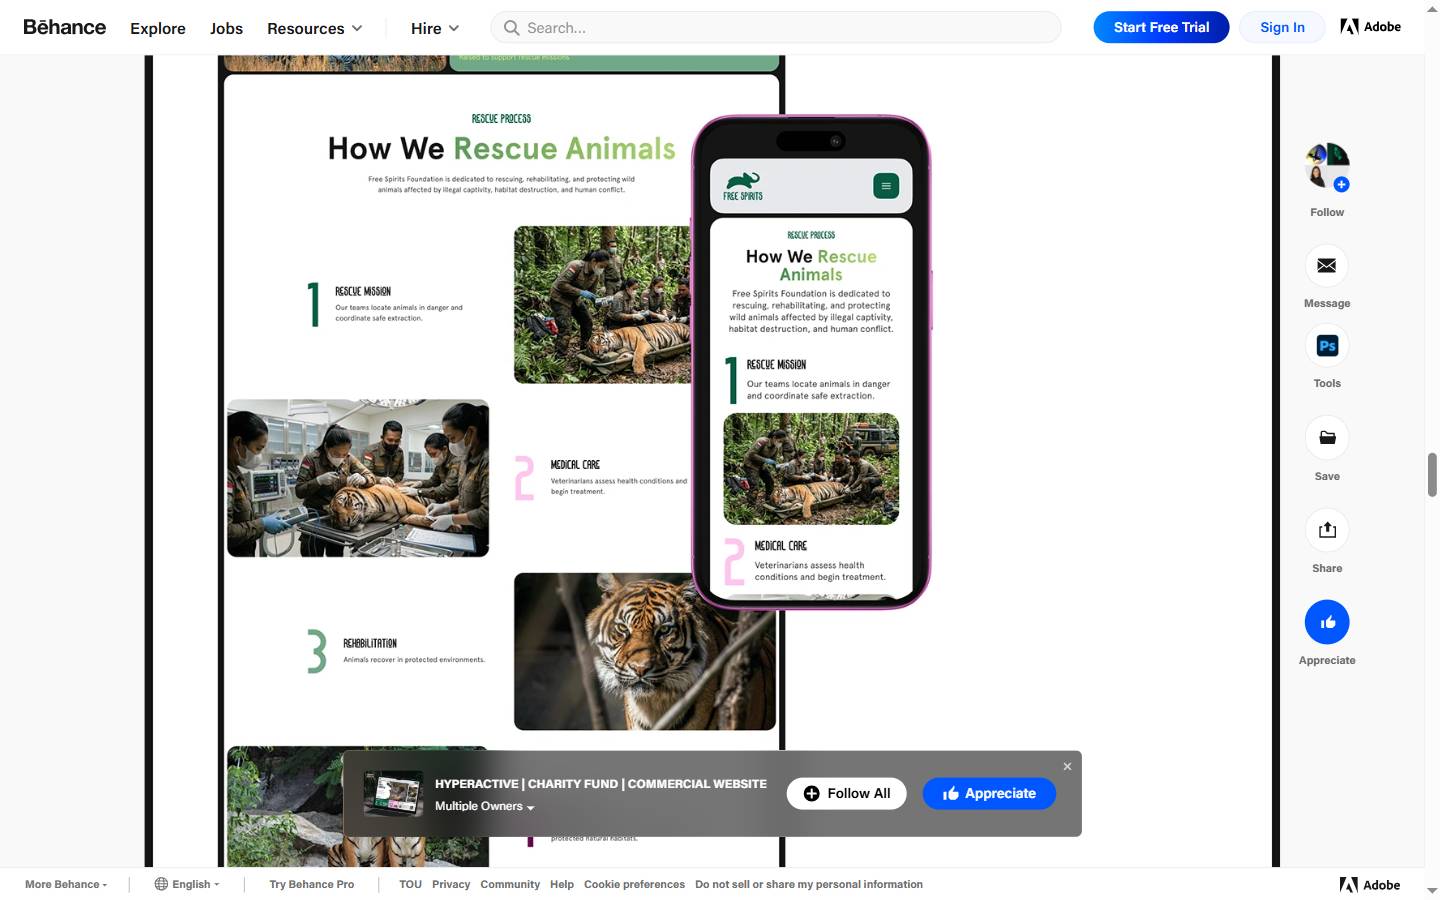 Bēhance
Explore
Jobs
Resources
Hire
Search...
Start Free Trial
Sign In
Adobe
Raised to support rescue missions
RESCUE PROCESS
How We Rescue Animals
Free Spirits Foundation is dedicated to rescuing, rehabilitating, and protecting wild
animals affected by illegal captivity, habitat destruction, and human conflict.
1
RESCUE MISSION
Our teams locate animals in danger and
coordinate safe extraction.
2
MEDICAL CARE
Veterinarians assess health conditions and
begin treatment.
3
REHABILITATION
Animals recover in protected environments.
protected natural habitats.
FREE SPIRITS
RESCUE PROCESS
How We Rescue
Animals
Free Spirits Foundation is dedicated to
rescuing, rehabilitating, and protecting
wild animals affected by illegal captivity,
habitat destruction, and human conflict.
1
RESCUE MISSION
Our teams locate animals in danger
and coordinate safe extraction.
2
MEDICAL CARE
Veterinarians assess health
conditions and begin treatment.
Follow
Message
Ps
Tools
Save
Share
Appreciate
HYPERACTIVE | CHARITY FUND | COMMERCIAL WEBSITE
Multiple Owners
Follow All
Appreciate
More Behance
English
Try Behance Pro
TOU
Privacy
Community
Help
Cookie preferences
Do not sell or share my personal information
Adobe